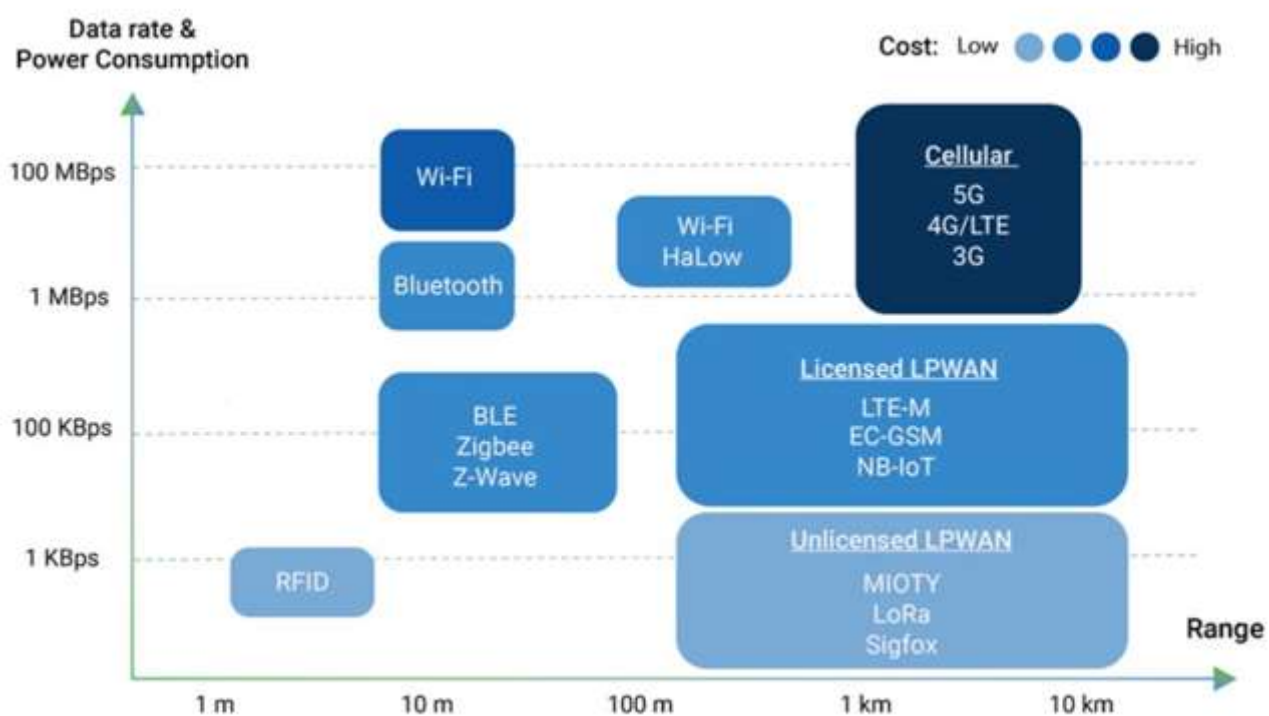 Data rate &
Power Consumption
Cost: Low High
100 MBps
1 MBps
100 KBps
1 KBps
Wi-Fi
Bluetooth
Wi-Fi
HaLow
Cellular
5G
4G/LTE
3G
BLE
Zigbee
Z-Wave
Licensed LPWAN
LTE-M
EC-GSM
NB-IoT
RFID
Unlicensed LPWAN
MIOTY
LoRa
Sigfox
Range
1 m 10 m 100 m 1 km 10 km